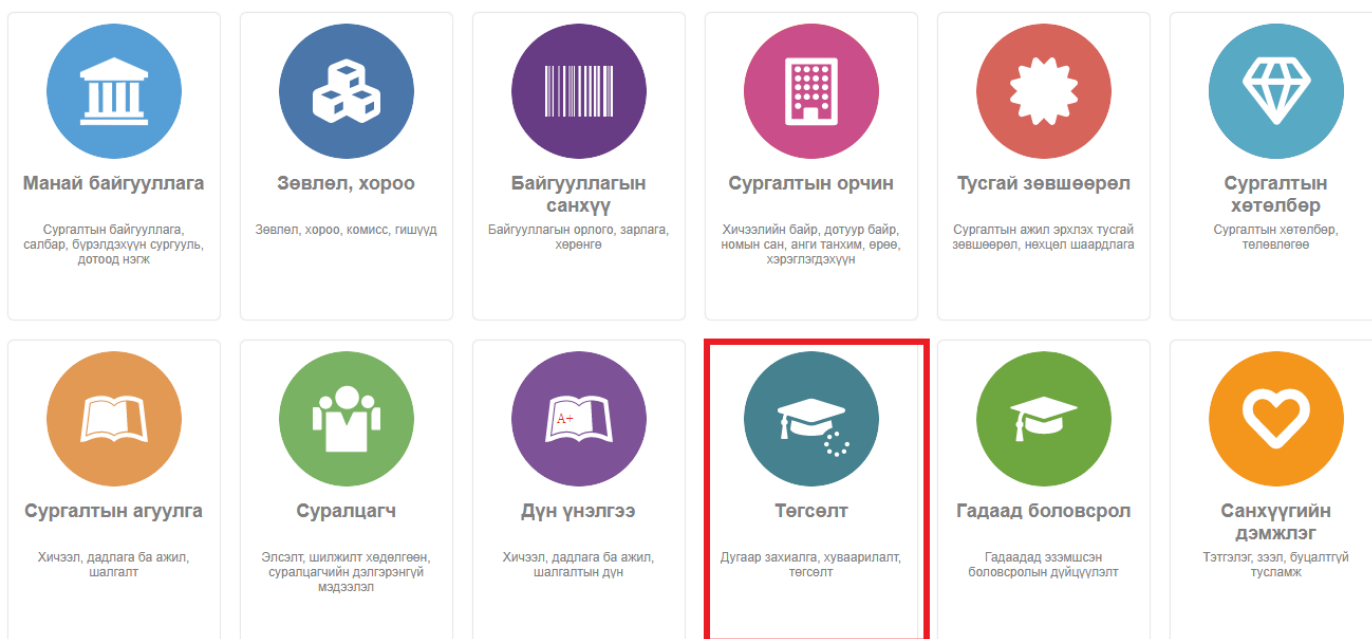 Манай байгууллага
Сургалтын байгууллага,
салбар, бүрэлдэхүүн сургууль,
дотоод нэгж
Зөвлөл, хороо
Зөвлөл, хороо, комисс, гишүүд
Байгууллагын
санхүү
Байгууллагын орлого, зарлага,
хөрөнгө
Сургалтын орчин
Хичээлийн байр, дотуур байр,
номын сан, анги танхим, өрөө,
хэрэглэгдэхүүн
Тусгай зөвшөөрөл
Сургалтын ажил эрхлэх тусгай
зөвшөөрөл, нөхцөл шаардлага
Сургалтын
хөтөлбөр
Сургалтын хөтөлбөр,
төлөвлөгөө
Сургалтын агуулга
Хичээл, дадлага ба ажил,
шалгалт
Суралцагч
Элсэлт, шилжилт хөдөлгөөн,
суралцагчийн дэлгэрэнгүй
мэдээлэл
A+
Дүн үнэлгээ
Хичээл, дадлага ба ажил,
шалгалтын дүн
Төгсөлт
Дугаар захиалга, хуваарилалт,
төгсөлт
Гадаад боловсрол
Гадаадад эзэмшсэн
боловсролын дүйцүүлэлт
Санхүүгийн
дэмжлэг
Тэтгэлэг, зээл, буцалтгүй
тусламж